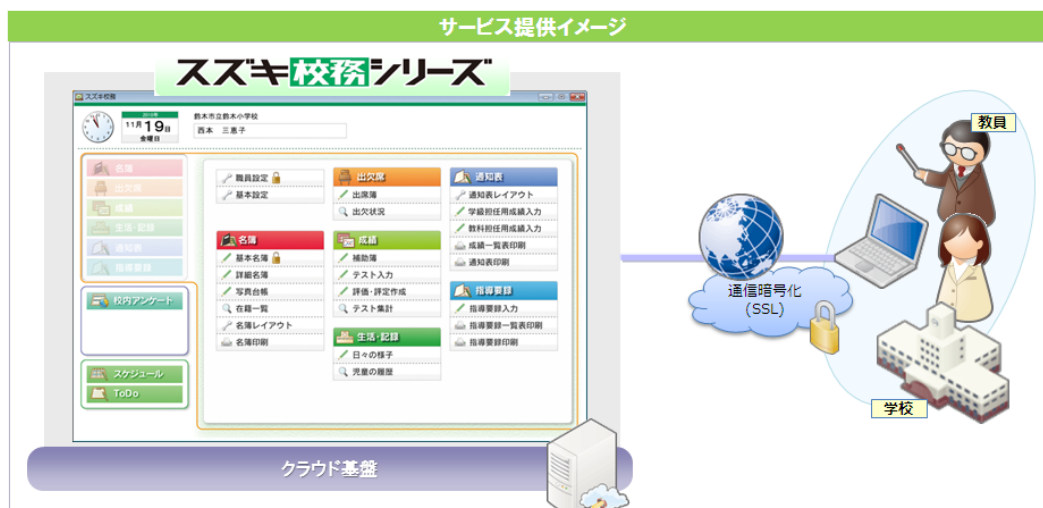 サービス提供イメージ
スズキ校務シリーズ
スズキ校務
2010年
11月19日
金曜日
鈴木市立鈴木小学校
西本 三恵子
名簿
出欠席
成績
生活・記録
通知表
指導要録
校内アンケート
スケジュール
ToDo
職員設定
基本設定
名簿
基本名簿
詳細名簿
写真台帳
在籍一覧
名簿レイアウト
名簿印刷
出欠席
出席簿
出欠状況
成績
補助簿
テスト入力
評価・評定作成
テスト集計
生活・記録
日々の様子
児童の履歴
通知表
通知表レイアウト
学級担任用成績入力
教科担任用成績入力
成績一覧表印刷
通知表印刷
指導要録
指導要録入力
指導要録一覧表印刷
指導要録印刷
クラウド基盤
通信暗号化
(SSL)
教員
学校